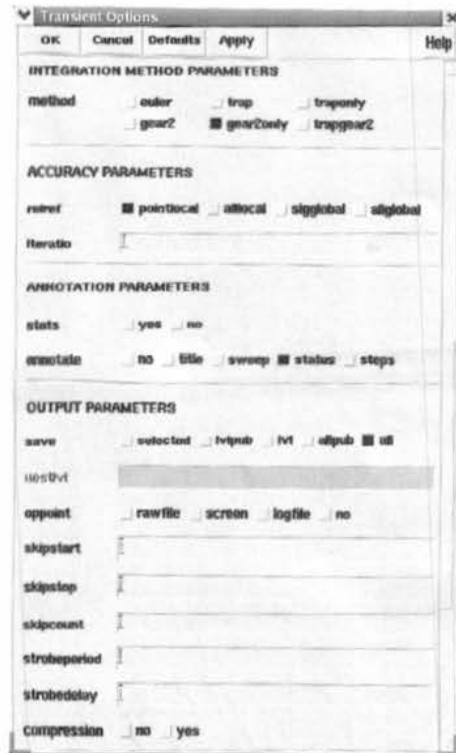 Transient Options
OK Cancel Defaults Apply Help
INTEGRATION METHOD PARAMETERS
method euler trap traponly
gear2 gear2only trapgear2
ACCURACY PARAMETERS
relref pointlocal alllocal sigglobal allglobal
lteratio
ANNOTATION PARAMETERS
stats yes no
annotate no title sweep status steps
OUTPUT PARAMETERS
save selected lvlpub lvl allpub all
nestlvl
oppoint rawfile screen logfile no
skipstart
skipstop
skipcount
strobeperiod
strobedelay
compression no yes